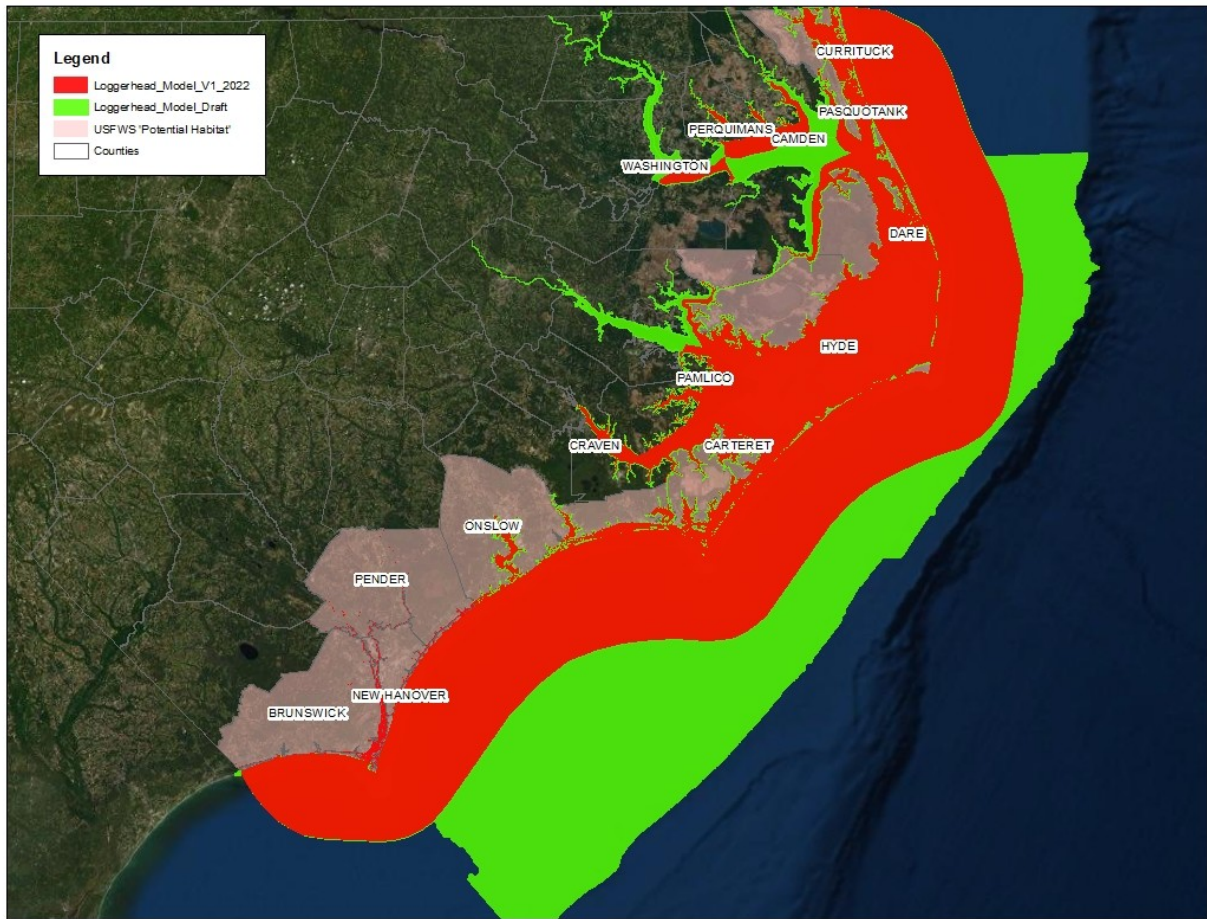 Legend
Loggerhead_Model_V1_2022
Loggerhead_Model_Draft
USFWS 'Potential Habitat'
Counties
CURRITUCK
PASQUOTANK
PERQUIMANS
CAMDEN
WASHINGTON
DARE
HYDE
PAMLICO
CRAVEN
CARTERET
ONSLOW
PENDER
NEW HANOVER
BRUNSWICK